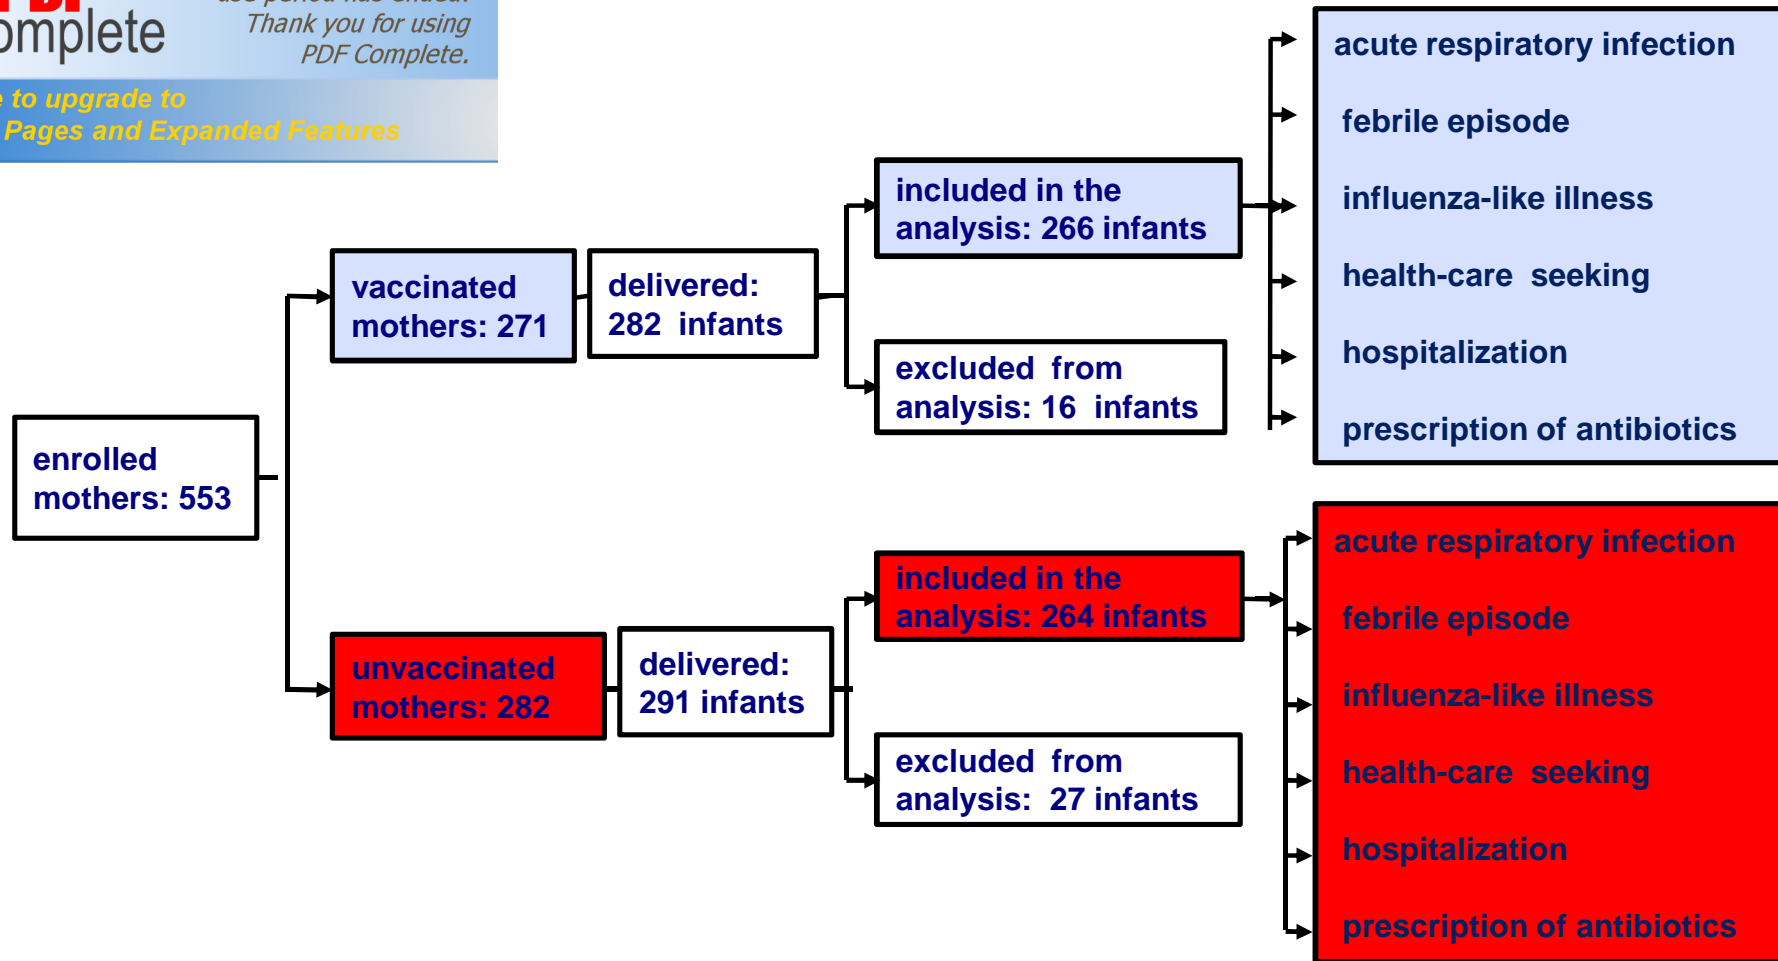 omplete
Thank you for using
PDF Complete.
e to upgrade to
Pages and Expanded Features
enrolled
mothers: 553
vaccinated
mothers: 271
delivered:
282 infants
included in the
analysis: 266 infants
excluded from
analysis: 16 infants
acute respiratory infection
febrile episode
influenza-like illness
health-care seeking
hospitalization
prescription of antibiotics
unvaccinated
mothers: 282
delivered:
291 infants
included in the
analysis: 264 infants
excluded from
analysis: 27 infants
acute respiratory infection
febrile episode
influenza-like illness
health-care seeking
hospitalization
prescription of antibiotics